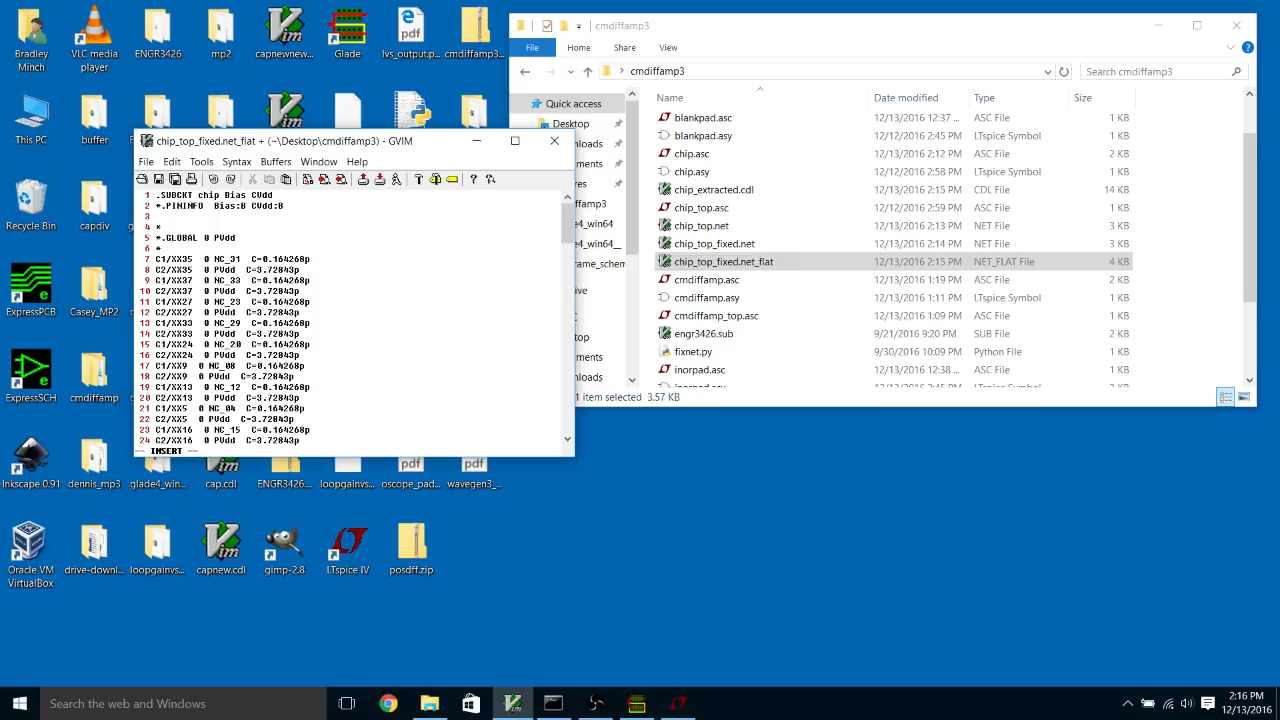 Bradley Minch
VLC media player
ENGR3426
mp2
capnewnew...
Glade
lvs_output.p...
cmdiffamp3...
This PC
buffer
Recycle Bin
capdiv
ExpressPCB
Casey_MP2
ExpressSCH
cmdiffamp
Inkscape 0.91
dennis_mp3
glade4_win...
cap.cdl
ENGR3426....
loopgainvs...
pdf
oscope_pad...
pdf
wavegen3_...
Oracle VM VirtualBox
drive-downl...
loopgainvs...
capnew.cdl
gimp-2.8
LTspice IV
posdff.zip
chip_top_fixed.net_flat + (~\Desktop\cmdiffamp3) - GVIM
File Edit Tools Syntax Buffers Window Help
1 .SUBCKT chip Bias CVdd
2 *.PININFO Bias:B CVdd:B
3
4 *
5 *.GLOBAL 0 PVdd
6 *
7 C1/XX35 0 NC_31 C=0.164268p
8 C2/XX35 0 PVdd C=3.72843p
9 C1/XX37 0 NC_33 C=0.164268p
10 C2/XX37 0 PVdd C=3.72843p
11 C1/XX27 0 NC_23 C=0.164268p
12 C2/XX27 0 PVdd C=3.72843p
13 C1/XX33 0 NC_29 C=0.164268p
14 C2/XX33 0 PVdd C=3.72843p
15 C1/XX24 0 NC_20 C=0.164268p
16 C2/XX24 0 PVdd C=3.72843p
17 C1/XX9 0 NC_08 C=0.164268p
18 C2/XX9 0 PVdd C=3.72843p
19 C1/XX13 0 NC_12 C=0.164268p
20 C2/XX13 0 PVdd C=3.72843p
21 C1/XX5 0 NC_04 C=0.164268p
22 C2/XX5 0 PVdd C=3.72843p
23 C1/XX16 0 NC_15 C=0.164268p
24 C2/XX16 0 PVdd C=3.72843p
-- INSERT --
cmdiffamp3
File Home Share View
cmdiffamp3
Search cmdiffamp3
Quick access
Desktop
Name Date modified Type Size
blankpad.asc 12/13/2016 12:37 ... ASC File 1 KB
blankpad.asy 12/12/2016 2:45 PM LTspice Symbol 1 KB
chip.asc 12/13/2016 2:12 PM ASC File 2 KB
chip.asy 12/12/2016 2:58 PM LTspice Symbol 1 KB
chip_extracted.cdl 12/13/2016 2:15 PM CDL File 14 KB
chip_top.asc 12/12/2016 2:58 PM ASC File 1 KB
chip_top.net 12/13/2016 2:13 PM NET File 3 KB
chip_top_fixed.net 12/13/2016 2:14 PM NET File 3 KB
chip_top_fixed.net_flat 12/13/2016 2:15 PM NET_FLAT File 4 KB
cmdiffamp.asc 12/13/2016 1:19 PM ASC File 2 KB
cmdiffamp.asy 12/13/2016 1:11 PM LTspice Symbol 1 KB
cmdiffamp_top.asc 12/13/2016 1:09 PM ASC File 1 KB
engr3426.sub 9/21/2016 9:20 PM SUB File 1 KB
fixnet.py 9/30/2016 10:09 PM Python File 1 KB
inorpad.asc 12/13/2016 12:38 ... ASC File 1 KB
1 item selected 3.57 KB
Search the web and Windows
2:16 PM
12/13/2016